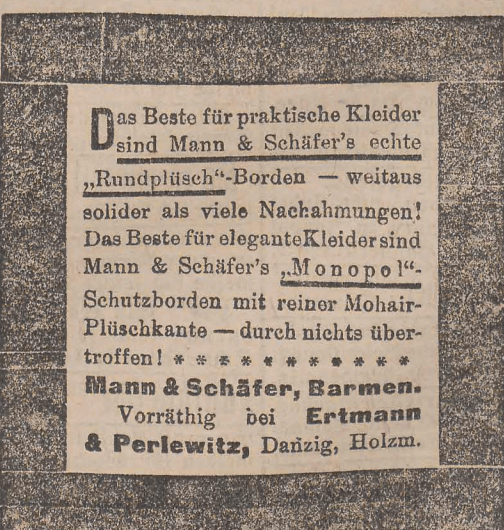 Das Beste für praktische Kleider
sind Mann & Schäfer's echte
„Rundplüsch“-Borden — weitaus
solider als viele Nachahmungen!
Das Beste für elegante Kleider sind
Mann & Schäfer's „Monopol“-
Schutzborden mit reiner Mohair-
Plüschkante — durch nichts über-
troffen! * * * * * * * * * * *
Mann & Schäfer, Barmen.
Vorräthig bei Ertmann
& Perlewitz, Danzig, Holzm.